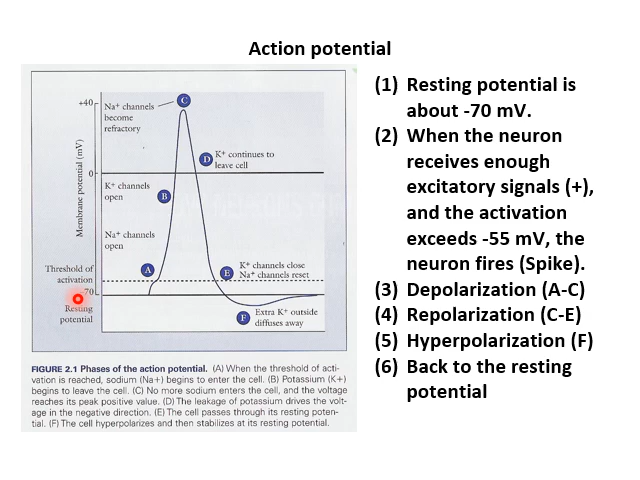 Action potential
+40
Na⁺ channels
become
refractory
C
D
K⁺ continues to
leave cell
Membrane potential (mV)
0
K⁺ channels
open
B
Na⁺ channels
open
Threshold of
activation
A
E
K⁺ channels close
Na⁺ channels reset
70
Resting
potential
F
Extra K⁺ outside
diffuses away
FIGURE 2.1 Phases of the action potential. (A) When the threshold of acti-
vation is reached, sodium (Na+) begins to enter the cell. (B) Potassium (K+)
begins to leave the cell. (C) No more sodium enters the cell, and the voltage
reaches its peak positive value. (D) The leakage of potassium drives the volt-
age in the negative direction. (E) The cell passes through its resting poten-
tial. (F) The cell hyperpolarizes and then stabilizes at its resting potential.
(1) Resting potential is
about -70 mV.
(2) When the neuron
receives enough
excitatory signals (+),
and the activation
exceeds -55 mV, the
neuron fires (Spike).
(3) Depolarization (A-C)
(4) Repolarization (C-E)
(5) Hyperpolarization (F)
(6) Back to the resting
potential